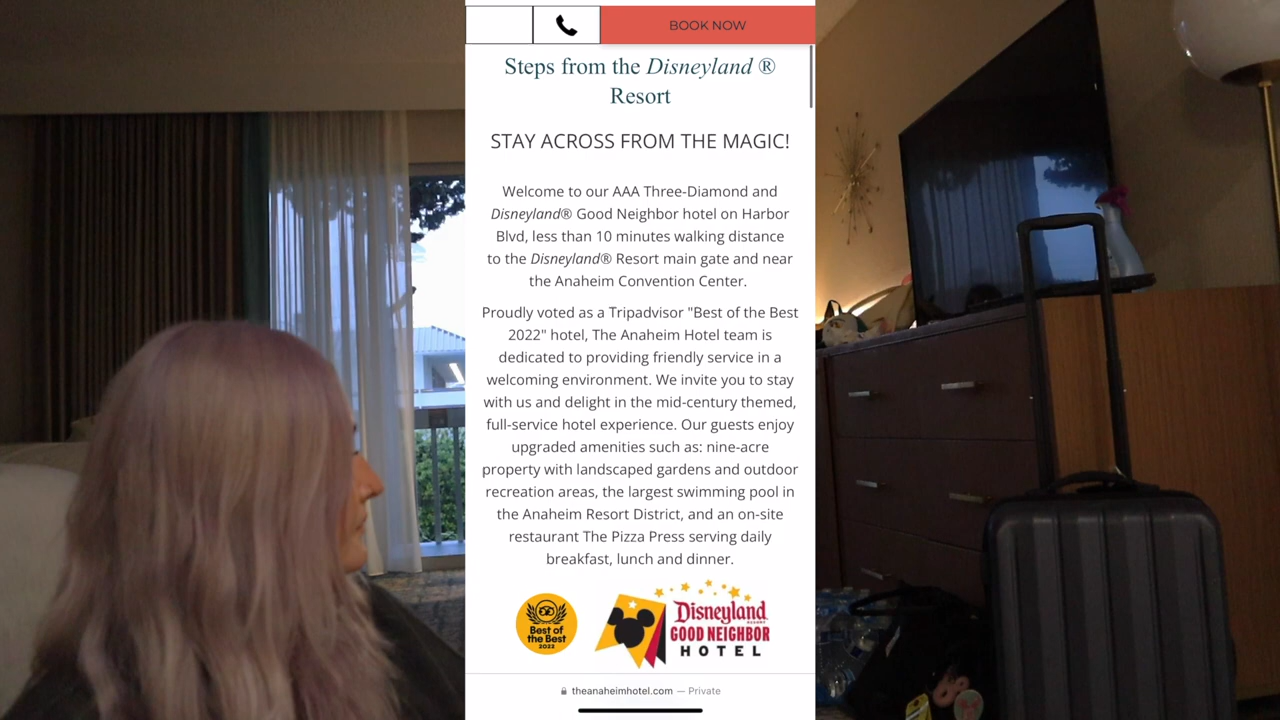 BOOK NOW
Steps from the Disneyland ®
Resort
STAY ACROSS FROM THE MAGIC!
Welcome to our AAA Three-Diamond and
Disneyland® Good Neighbor hotel on Harbor
Blvd, less than 10 minutes walking distance
to the Disneyland® Resort main gate and near
the Anaheim Convention Center.
Proudly voted as a Tripadvisor "Best of the Best
2022" hotel, The Anaheim Hotel team is
dedicated to providing friendly service in a
welcoming environment. We invite you to stay
with us and delight in the mid-century themed,
full-service hotel experience. Our guests enjoy
upgraded amenities such as: nine-acre
property with landscaped gardens and outdoor
recreation areas, the largest swimming pool in
the Anaheim Resort District, and an on-site
restaurant The Pizza Press serving daily
breakfast, lunch and dinner.
Best of
the Best
2022
Disneyland
RESORT
GOOD NEIGHBOR
HOTEL
theanaheimhotel.com — Private